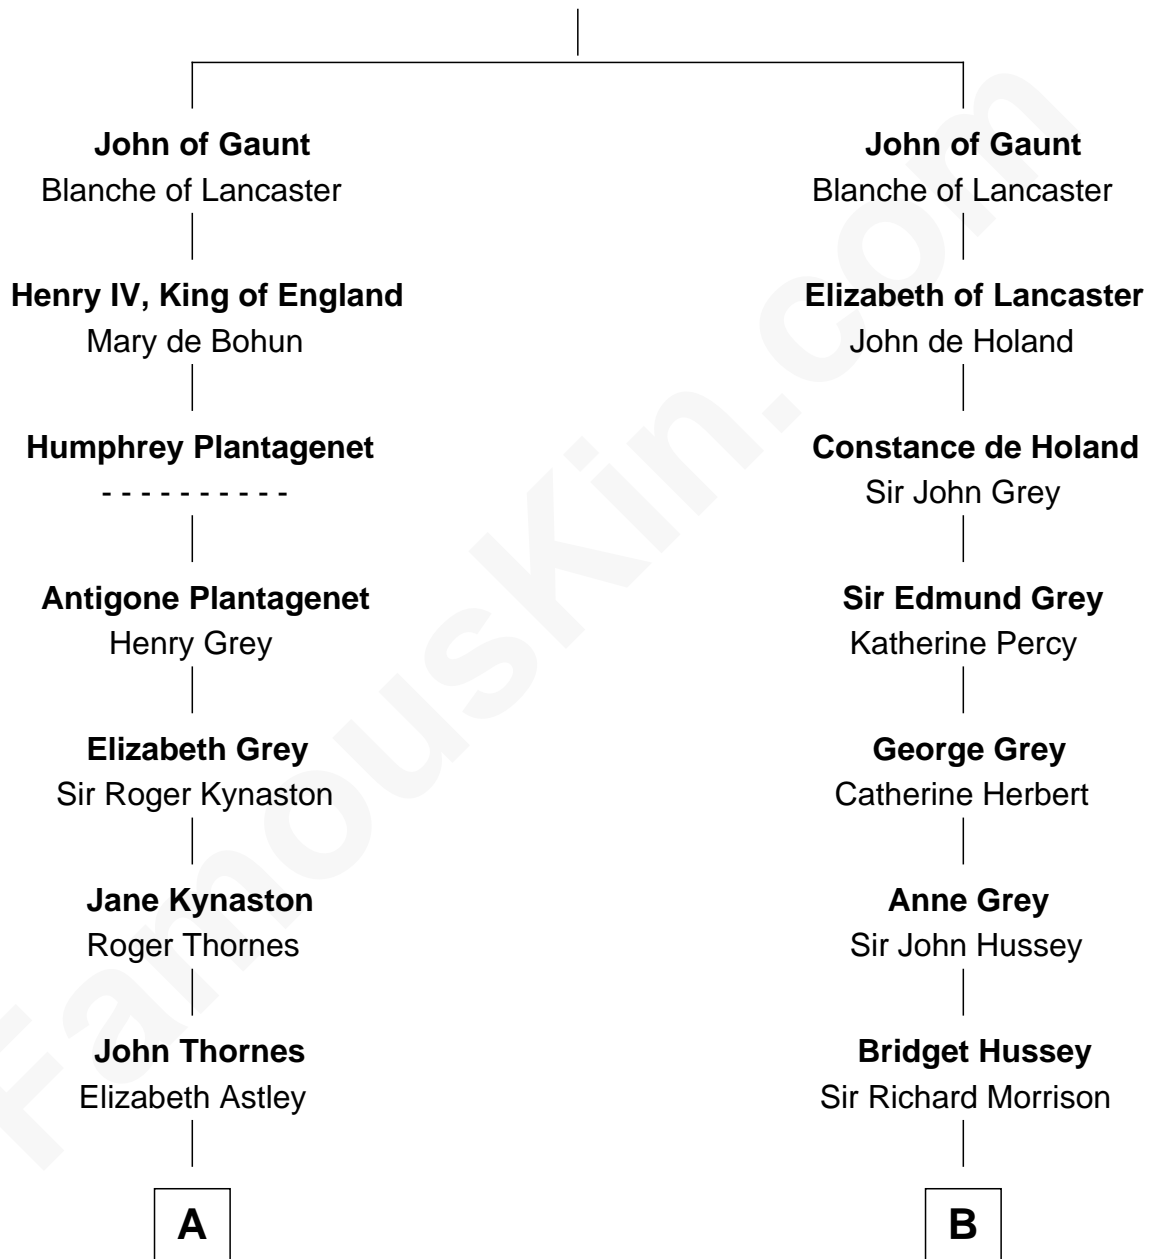 John of Gaunt
Blanche of Lancaster
Henry IV, King of England
Mary de Bohun
Humphrey Plantagenet
- - - - - - - - - -
Antigone Plantagenet
Henry Grey
Elizabeth Grey
Sir Roger Kynaston
Jane Kynaston
Roger Thornes
John Thornes
Elizabeth Astley
A
John of Gaunt
Blanche of Lancaster
Elizabeth of Lancaster
John de Holand
Constance de Holand
Sir John Grey
Sir Edmund Grey
Katherine Percy
George Grey
Catherine Herbert
Anne Grey
Sir John Hussey
Bridget Hussey
Sir Richard Morrison
B
FamousKin.com